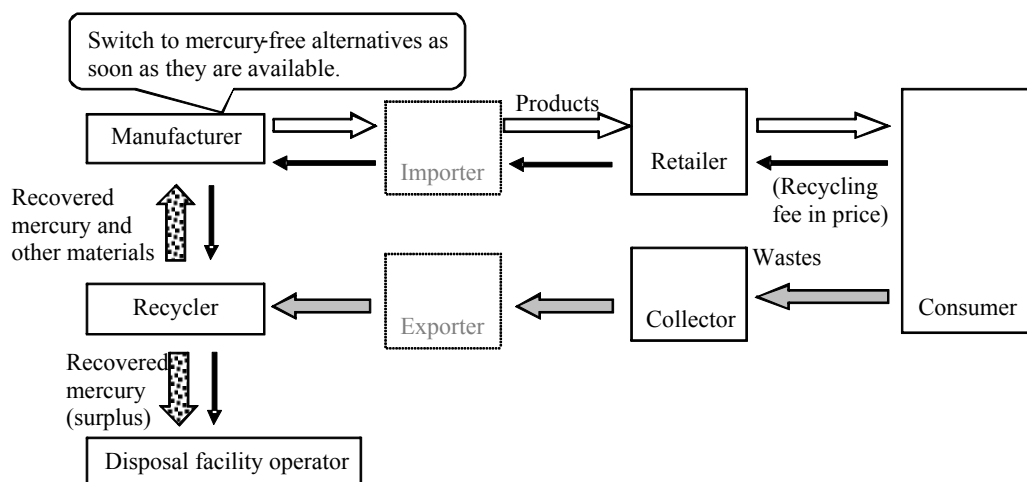 Switch to mercury-free alternatives as
soon as they are available.
Manufacturer
Importer
Products
Retailer
(Recycling
fee in price)
Consumer
Recovered
mercury and
other materials
Recycler
Exporter
Collector
Wastes
Recovered
mercury
(surplus)
Disposal facility operator